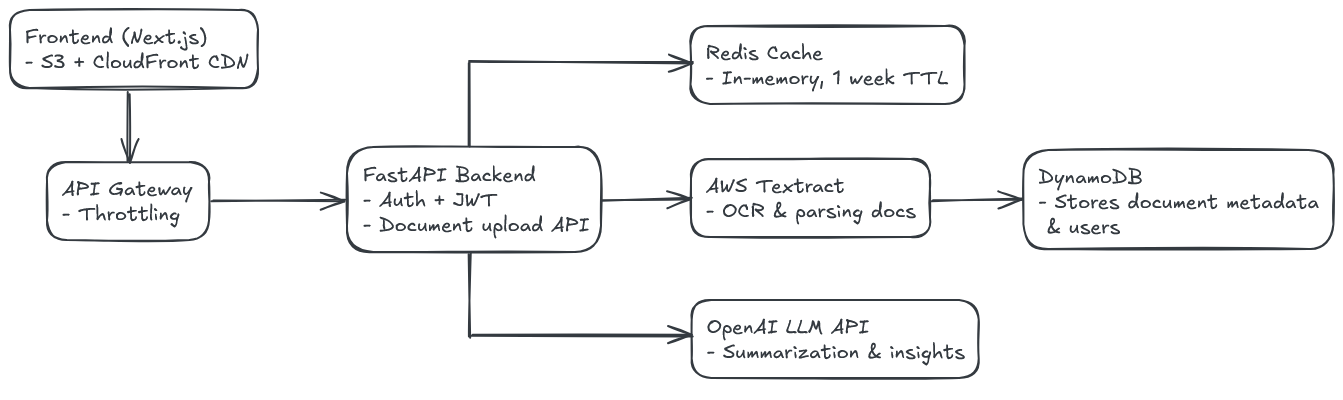 Frontend (Next.js)
- S3 + CloudFront CDN
API Gateway
- Throttling
FastAPI Backend
- Auth + JWT
- Document upload API
Redis Cache
- In-memory, 1 week TTL
AWS Textract
- OCR & parsing docs
DynamoDB
- Stores document metadata
& users
OpenAI LLM API
- Summarization & insights